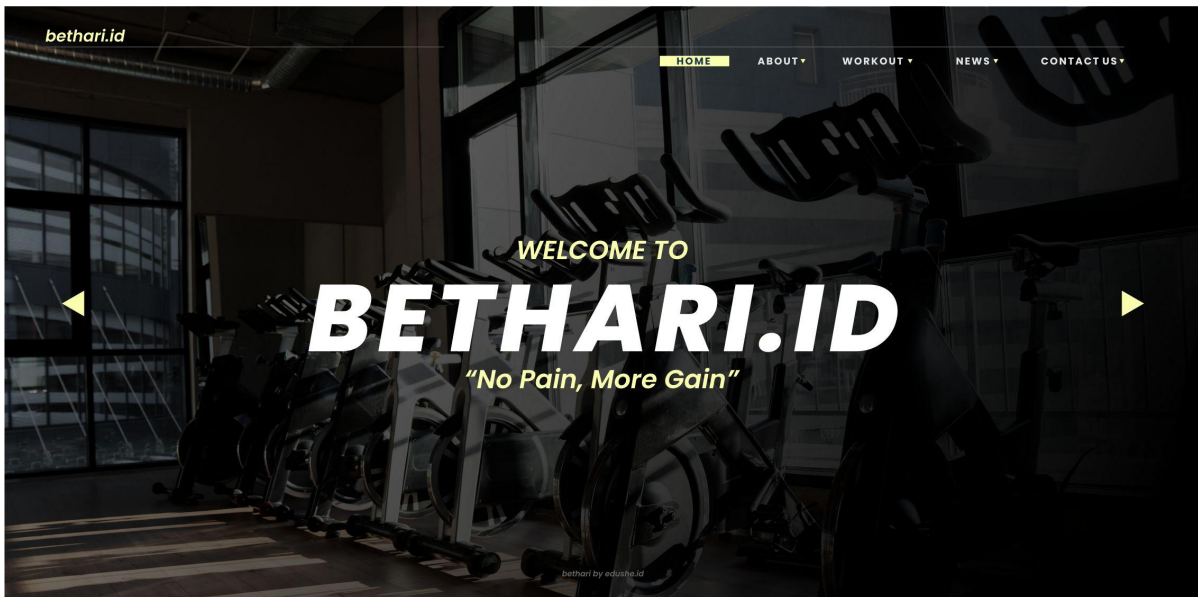 bethari.id
HOME ABOUT WORKOUT NEWS CONTACT US
WELCOME TO
BETHARI.ID
“No Pain, More Gain”
bethari by edushe.id